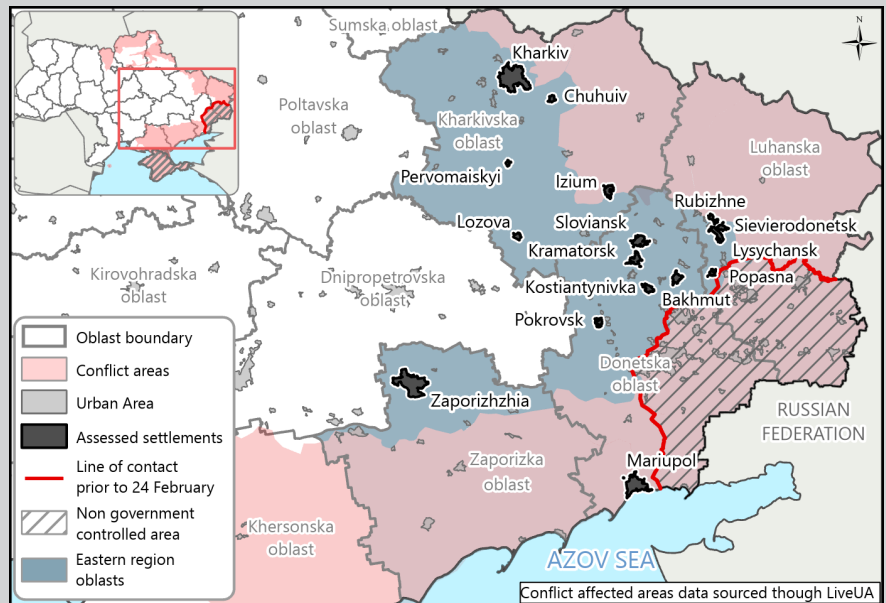 Sumska oblast
N
Kharkiv
Poltavska
oblast
Chuhuiv
Kharkivska
oblast
Luhanska
oblast
Pervomaiskyi
Izium
Rubizhne
Lozova
Sloviansk
Sievierodonetsk
Kramatorsk
Lysychansk
Kirovohradska
oblast
Dnipropetrovska
oblast
Kostiantynivka
Popasna
Bakhmut
Pokrovsk
Donetska
oblast
Zaporizhzhia
RUSSIAN
FEDERATION
Zaporizka
oblast
Mariupol
Khersonska
oblast
AZOV SEA
Oblast boundary
Conflict areas
Urban Area
Assessed settlements
Line of contact
prior to 24 February
Non government
controlled area
Eastern region
oblasts
Conflict affected areas data sourced though LiveUA